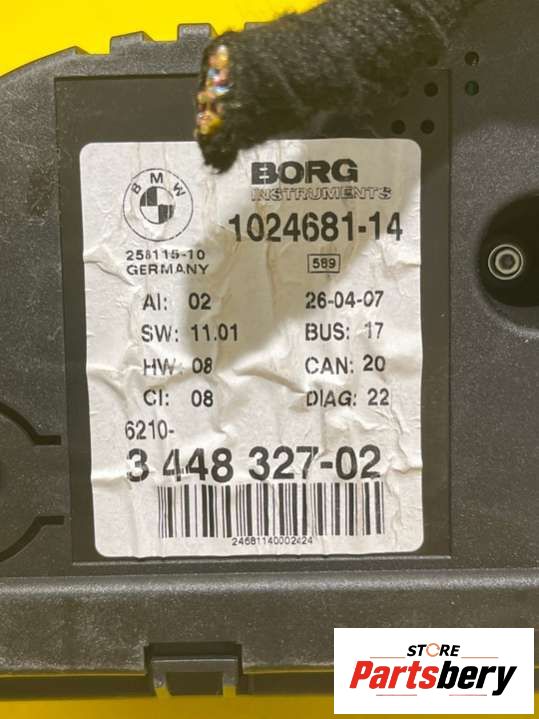 BMW
BORG
INSTRUMENTS
1024681-14
258115-10
GERMANY
589
AI: 02 26-04-07
SW: 11.01 BUS: 17
HW: 08 CAN: 20
CI: 08 DIAG: 22
6210-
3 448 327-02
24681140002424
STORE
Partsbery